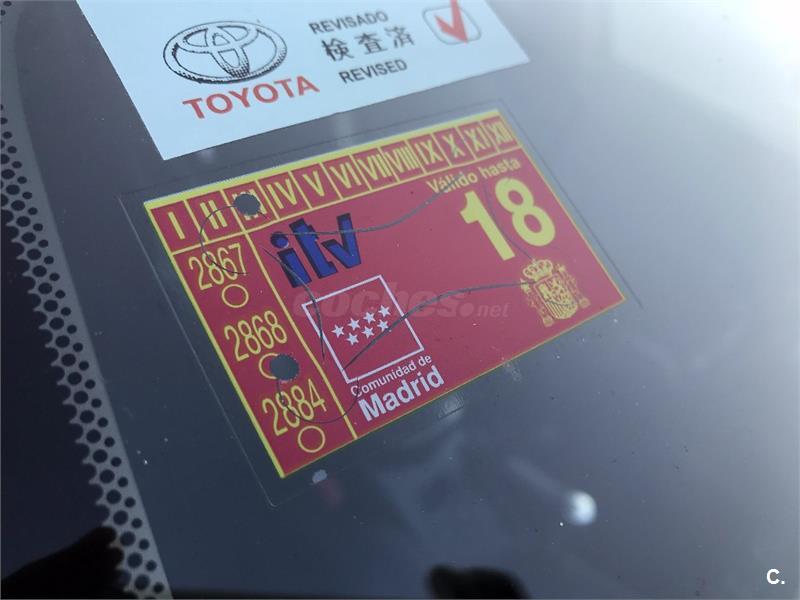 REVISADO
検査済
REVISED
TOYOTA
I II III IV V VI VII VIII IX X XI XII
Válido hasta
18
itv
2867
2868
2884
Comunidad de
Madrid
coches.net
C.